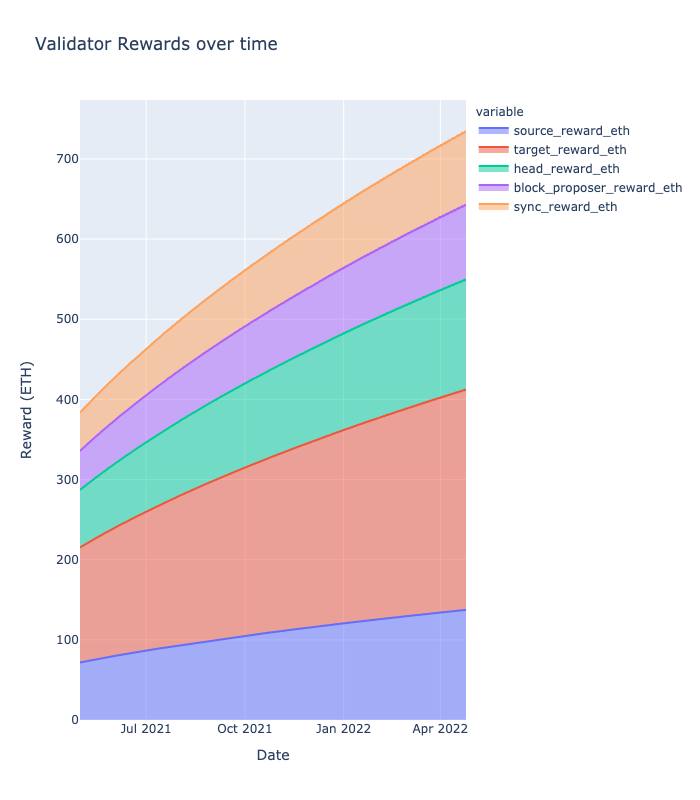 Validator Rewards over time
variable
source_reward_eth
target_reward_eth
head_reward_eth
block_proposer_reward_eth
sync_reward_eth
700
600
500
400
300
200
100
0
Reward (ETH)
Jul 2021
Oct 2021
Jan 2022
Apr 2022
Date